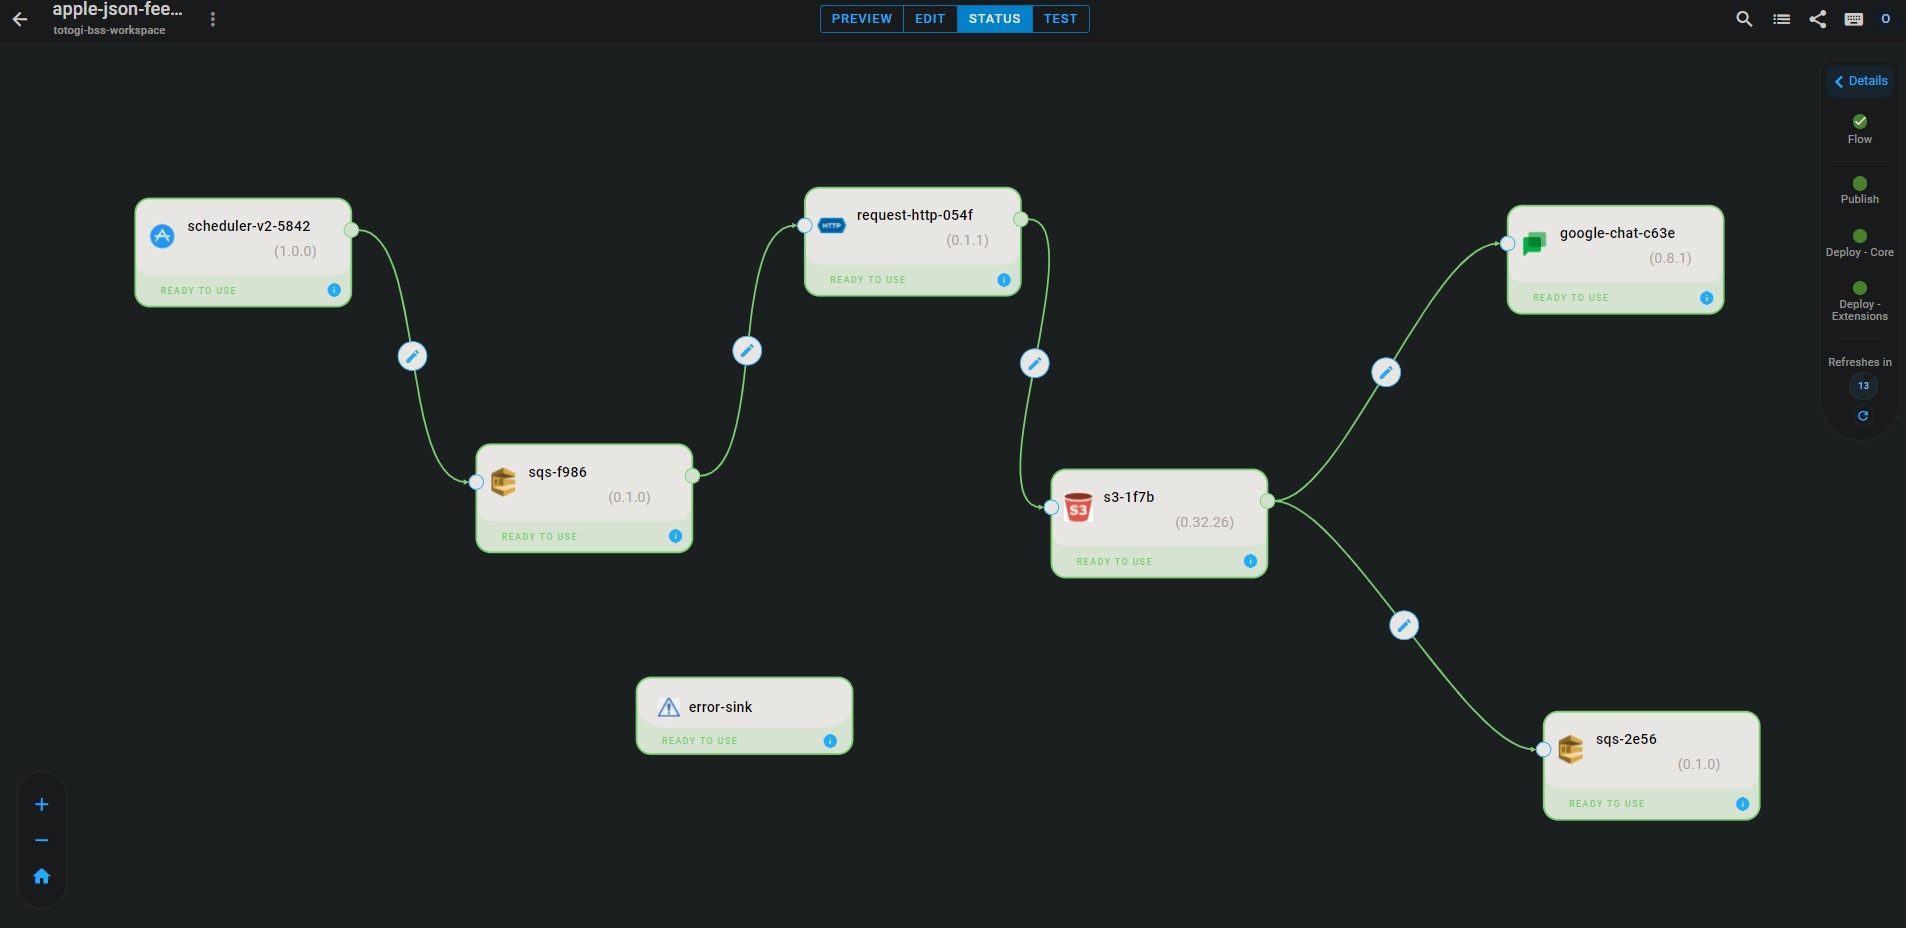 apple-json-fee...
totogi-bss-workspace
PREVIEW
EDIT
STATUS
TEST
O
Details
Flow
Publish
Deploy - Core
Deploy -
Extensions
Refreshes in
13
scheduler-v2-5842
(1.0.0)
READY TO USE
sqs-f986
(0.1.0)
READY TO USE
HTTP
request-http-054f
(0.1.1)
READY TO USE
S3
s3-1f7b
(0.32.26)
READY TO USE
google-chat-c63e
(0.8.1)
READY TO USE
sqs-2e56
(0.1.0)
READY TO USE
error-sink
READY TO USE